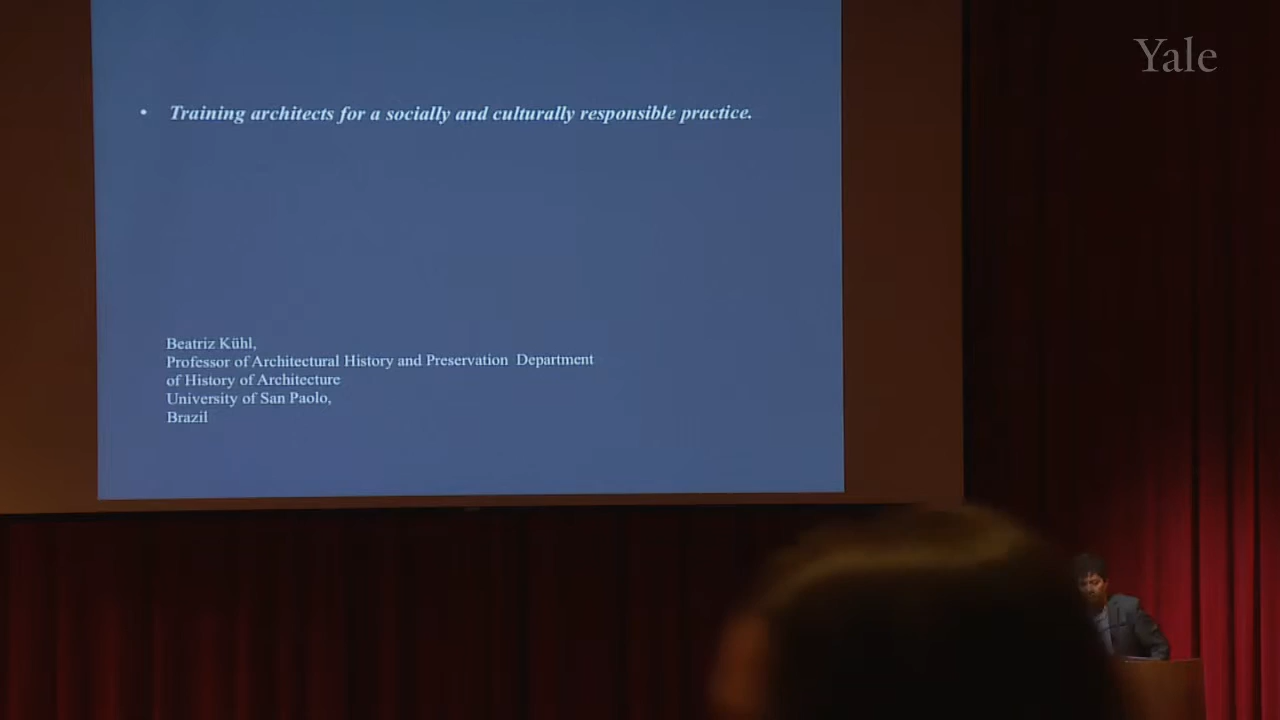 Yale
• Training architects for a socially and culturally responsible practice.
Beatriz Kühl,
Professor of Architectural History and Preservation Department
of History of Architecture
University of San Paolo,
Brazil